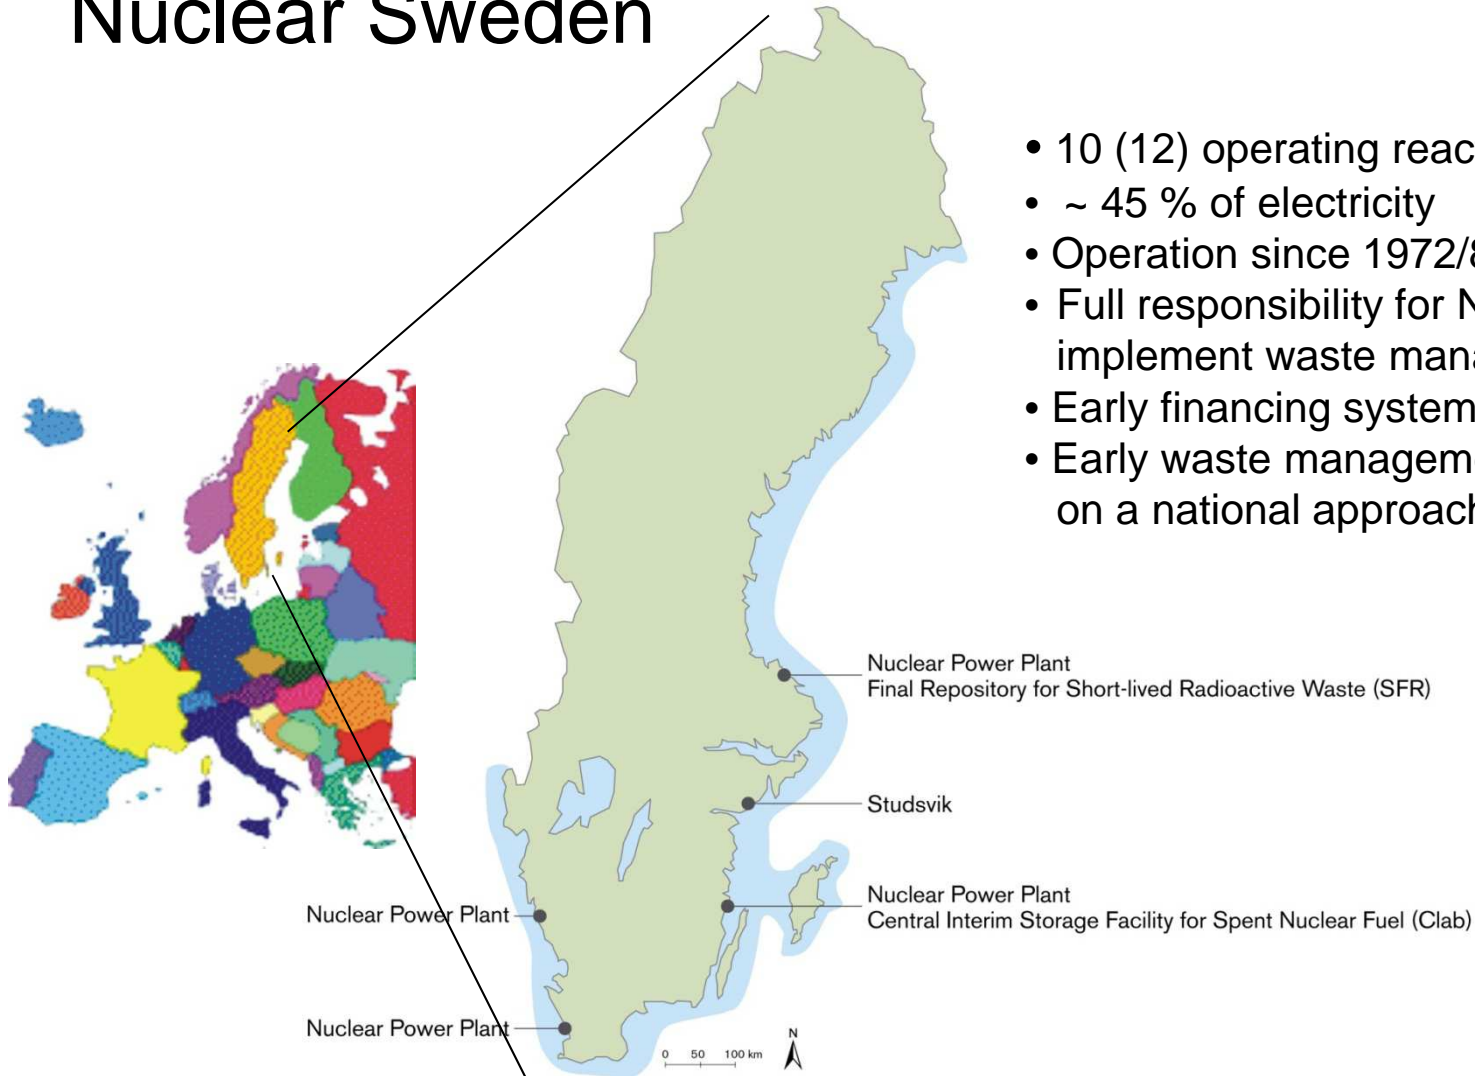 Nuclear Sweden
• 10 (12) operating reac
• ~ 45 % of electricity
• Operation since 1972/8
• Full responsibility for N
implement waste mana
• Early financing system
• Early waste managem
on a national approach
Nuclear Power Plant
Final Repository for Short-lived Radioactive Waste (SFR)
Studsvik
Nuclear Power Plant
Central Interim Storage Facility for Spent Nuclear Fuel (Clab)
Nuclear Power Plant
Nuclear Power Plant
0 50 100 km
N